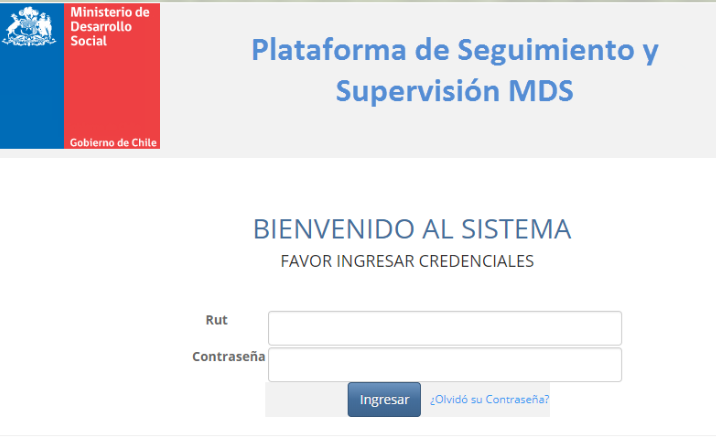 Ministerio de
Desarrollo
Social
Gobierno de Chile
Plataforma de Seguimiento y
Supervisión MDS
BIENVENIDO AL SISTEMA
FAVOR INGRESAR CREDENCIALES
Rut
Contraseña
Ingresar ¿Olvidó su Contraseña?